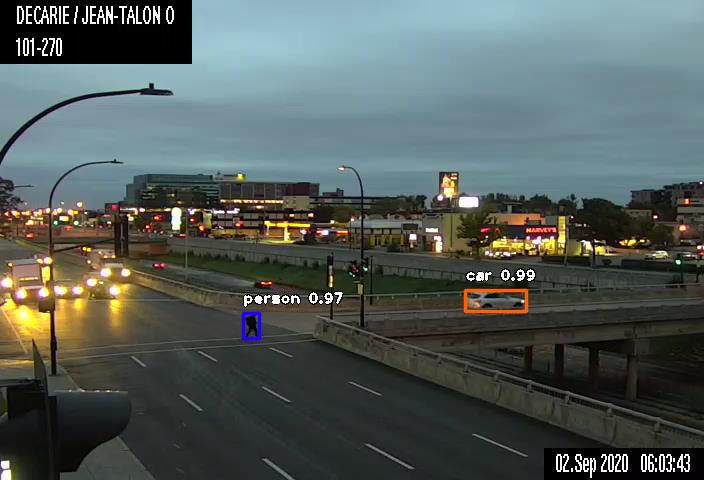 DECARIE / JEAN-TALON O
101-270
car 0.99
person 0.97
HARVEY'S
02.Sep 2020 06:03:43